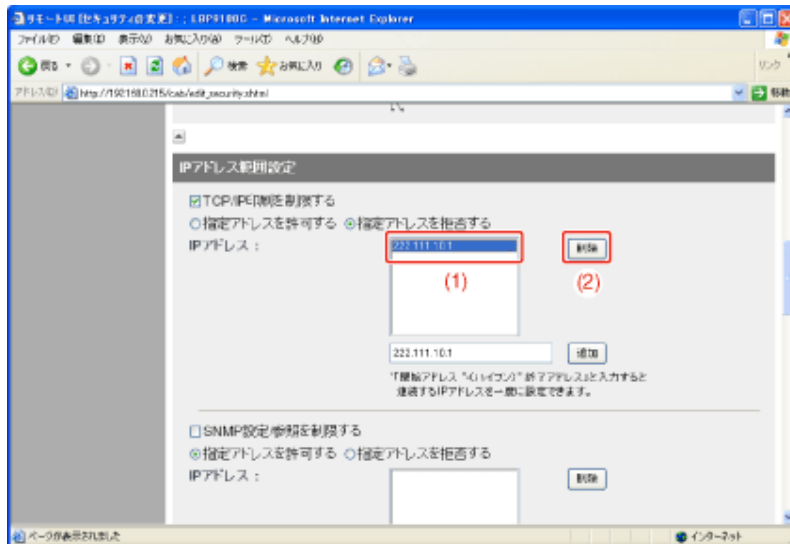 リモートUI [セキュリティの変更] : ; LBP9100C - Microsoft Internet Explorer
ファイル(F) 編集(E) 表示(V) お気に入り(A) ツール(T) ヘルプ(H)
戻る 検索 お気に入り リンク
アドレス(D) http://192.168.0.215/cab/edit_security.shtml 移動
IPアドレス範囲設定
TCP/IP印刷を制限する
指定アドレスを許可する 指定アドレスを拒否する
IPアドレス : 222.111.10.1 削除
(1) (2)
222.111.10.1 追加
"「開始アドレス "-(ハイフン)" 終了アドレス」と入力すると
連続するIPアドレスを一度に設定できます。
SNMP設定/参照を制限する
指定アドレスを許可する 指定アドレスを拒否する
IPアドレス : 削除
ページが表示されました インターネット